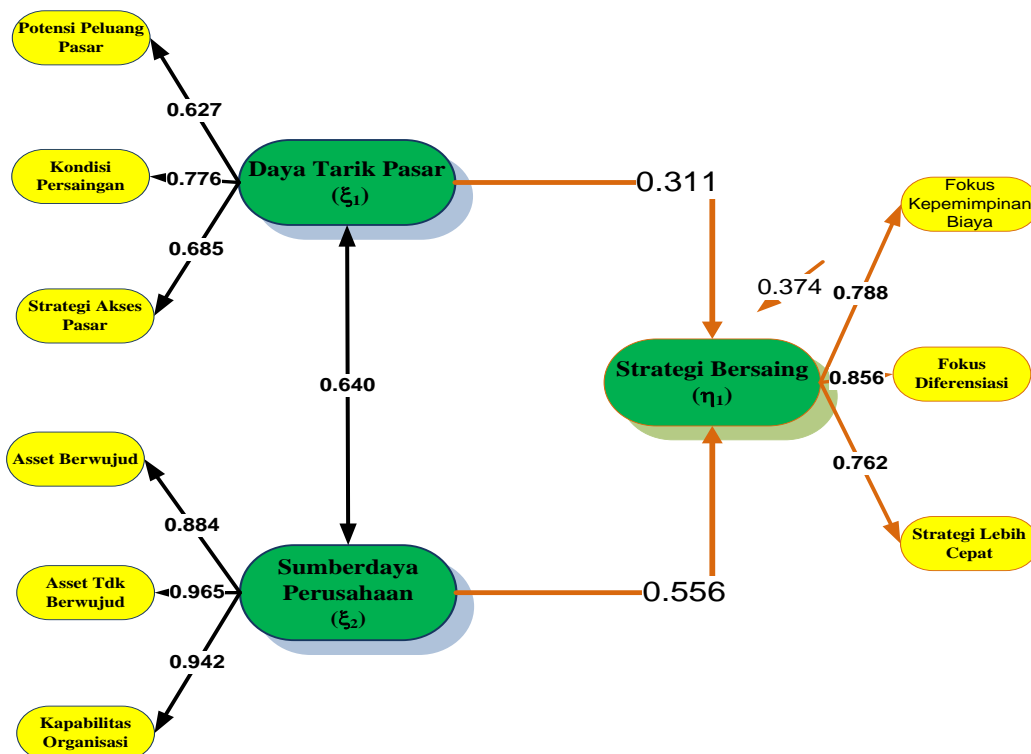 Potensi Peluang
Pasar
0.627
Kondisi
Persaingan
0.776
0.685
Strategi Akses
Pasar
Daya Tarik Pasar
(ξ1)
0.311
Fokus
Kepemimpinan
Biaya
0.374
0.788
Strategi Bersaing
(η1)
0.856
Fokus
Diferensiasi
0.762
Strategi Lebih
Cepat
0.640
Asset Berwujud
0.884
Asset Tdk
Berwujud
0.965
0.942
Kapabilitas
Organisasi
Sumberdaya
Perusahaan
(ξ2)
0.556